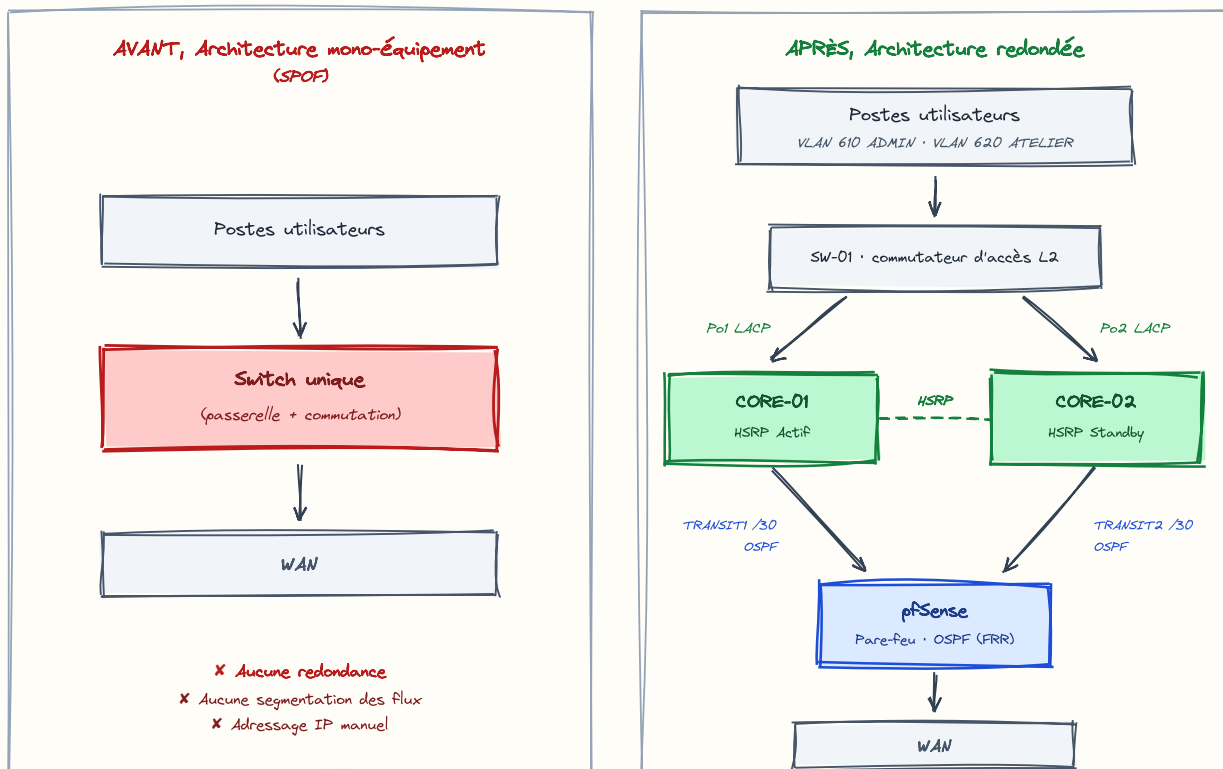 AVANT, Architecture mono-équipement
(SPOF)
Postes utilisateurs
Switch unique
(passerelle + commutation)
WAN
✘ Aucune redondance
✘ Aucune segmentation des flux
✘ Adressage IP manuel
APRÈS, Architecture redondée
Postes utilisateurs
VLAN 610 ADMIN · VLAN 620 ATELIER
SW-01 · commutateur d'accès L2
Po1 LACP
Po2 LACP
CORE-01
HSRP Actif
HSRP
CORE-02
HSRP Standby
TRANSIT1 /30
OSPF
TRANSIT2 /30
OSPF
pfSense
Pare-feu · OSPF (FRR)
WAN